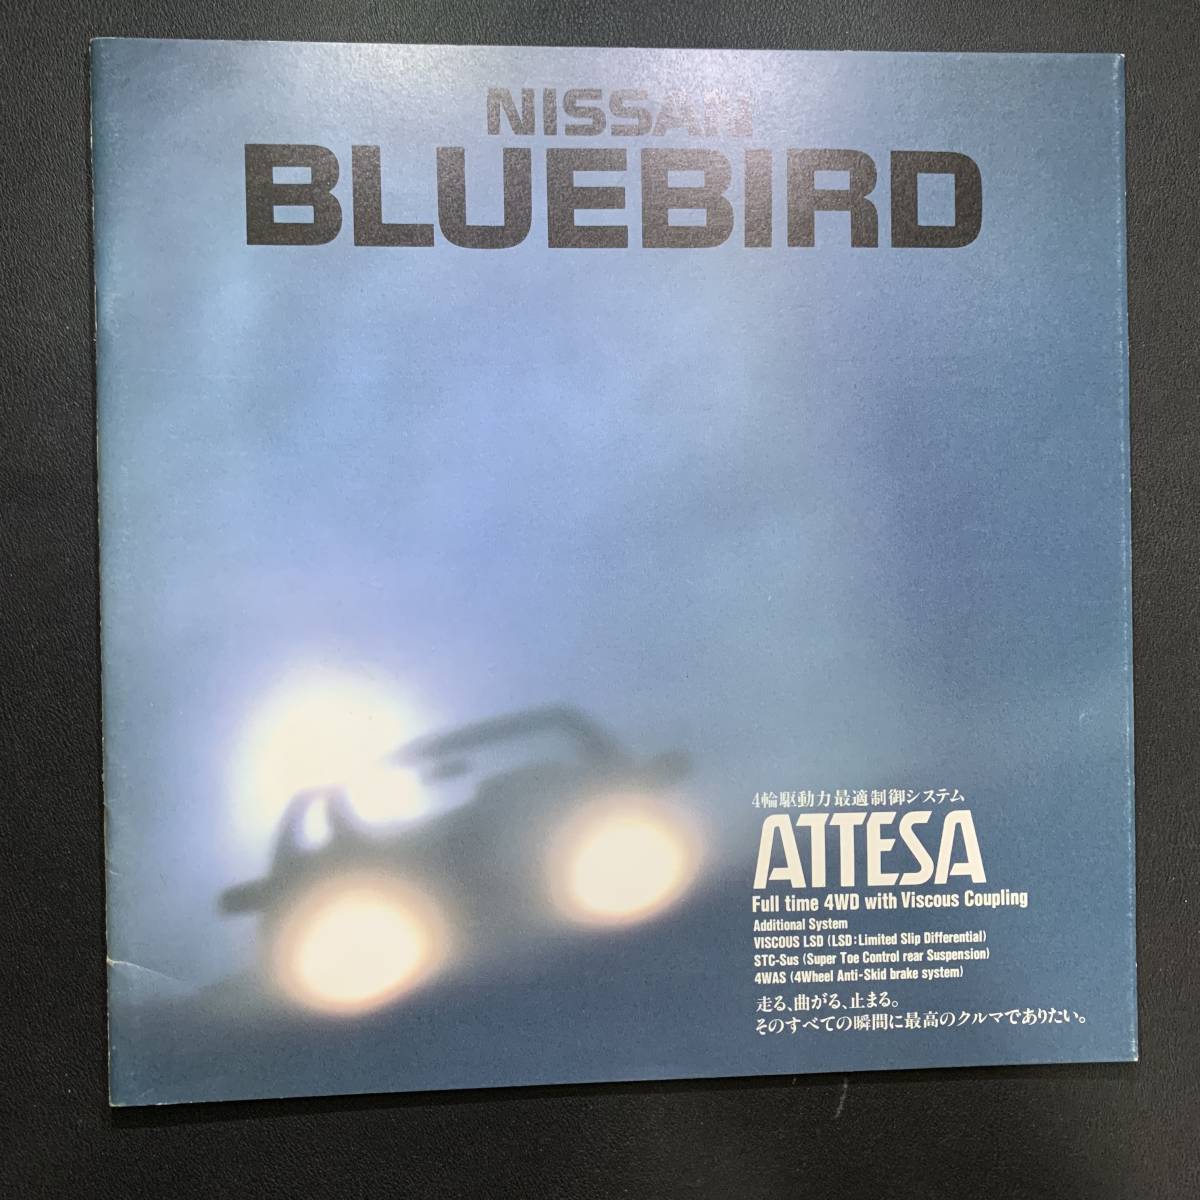 NISSAN
BLUEBIRD
4輪駆動力最適制御システム
ATTESA
Full time 4WD with Viscous Coupling
Additional System
VISCOUS LSD (LSD:Limited Slip Differential)
STC-Sus (Super Toe Control rear Suspension)
4WAS (4Wheel Anti-Skid brake system)
走る、曲がる、止まる。
そのすべての瞬間に最高のクルマでありたい。